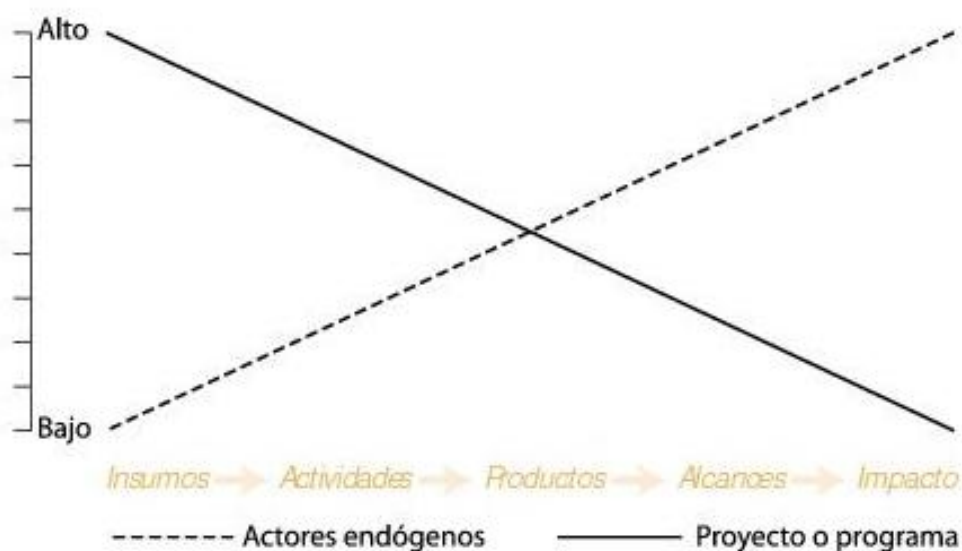 Alto
Bajo
Insumos Actividades Productos Alcances Impacto
Actores endógenos Proyecto o programa